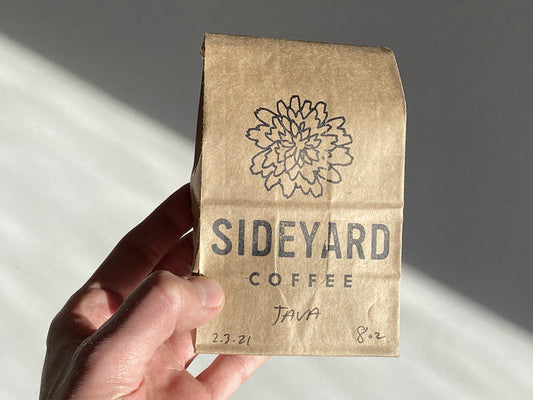 SIDEYARD
COFFEE
JAVA
2.3.21 8oz